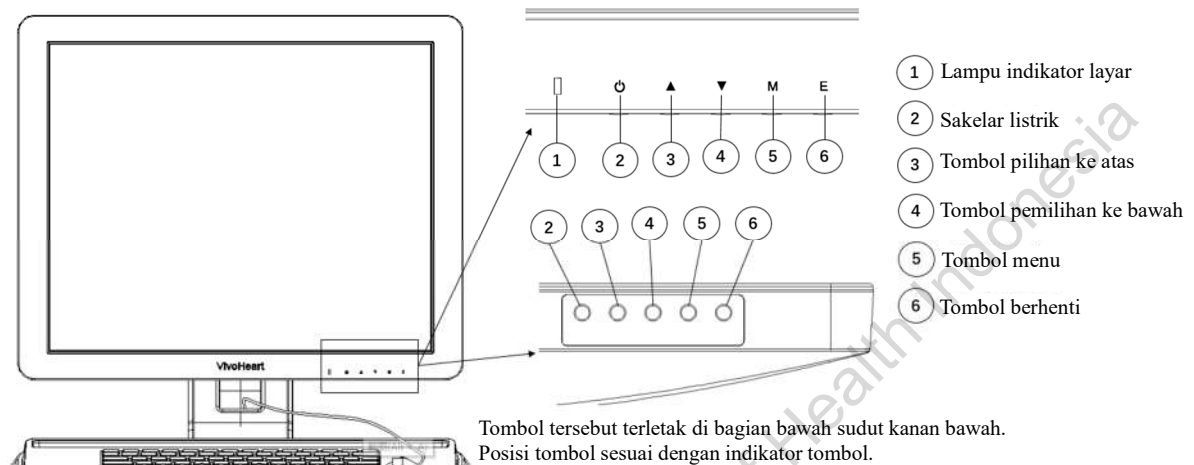 M E
1 2 3 4 5 6
1 Lampu indikator layar
2 Sakelar listrik
3 Tombol pilihan ke atas
4 Tombol pemilihan ke bawah
5 Tombol menu
6 Tombol berhenti
2 3 4 5 6
VivoHeart
Tombol tersebut terletak di bagian bawah sudut kanan bawah.
Posisi tombol sesuai dengan indikator tombol.
Health Indonesia